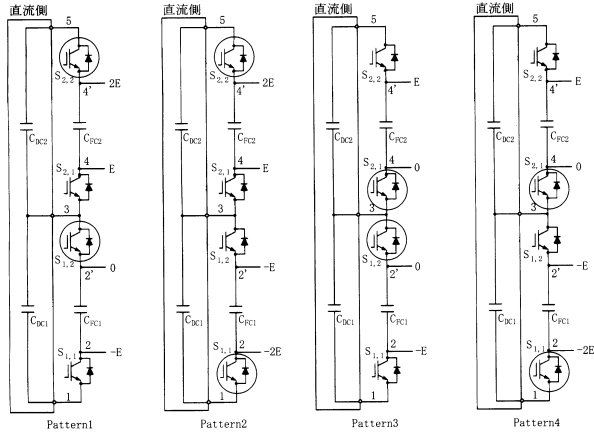 直流側
5
S2,2
4'
2E
CDC2
CFC2
4
E
S2,1
3
S1,2
2'
0
CDC1
CFC1
S1,1
2
-E
1
Pattern1
直流側
5
S2,2
4'
2E
CDC2
CFC2
4
E
S2,1
3
S1,2
2'
-E
CDC1
CFC1
S1,1
2
-2E
1
Pattern2
直流側
5
S2,2
4'
E
CDC2
CFC2
S2,1
4
0
3
S1,2
2'
0
CDC1
CFC1
S1,1
2
-E
1
Pattern3
直流側
5
S2,2
4'
E
CDC2
CFC2
S2,1
4
0
3
S1,2
2'
-E
CDC1
CFC1
S1,1
2
-2E
1
Pattern4